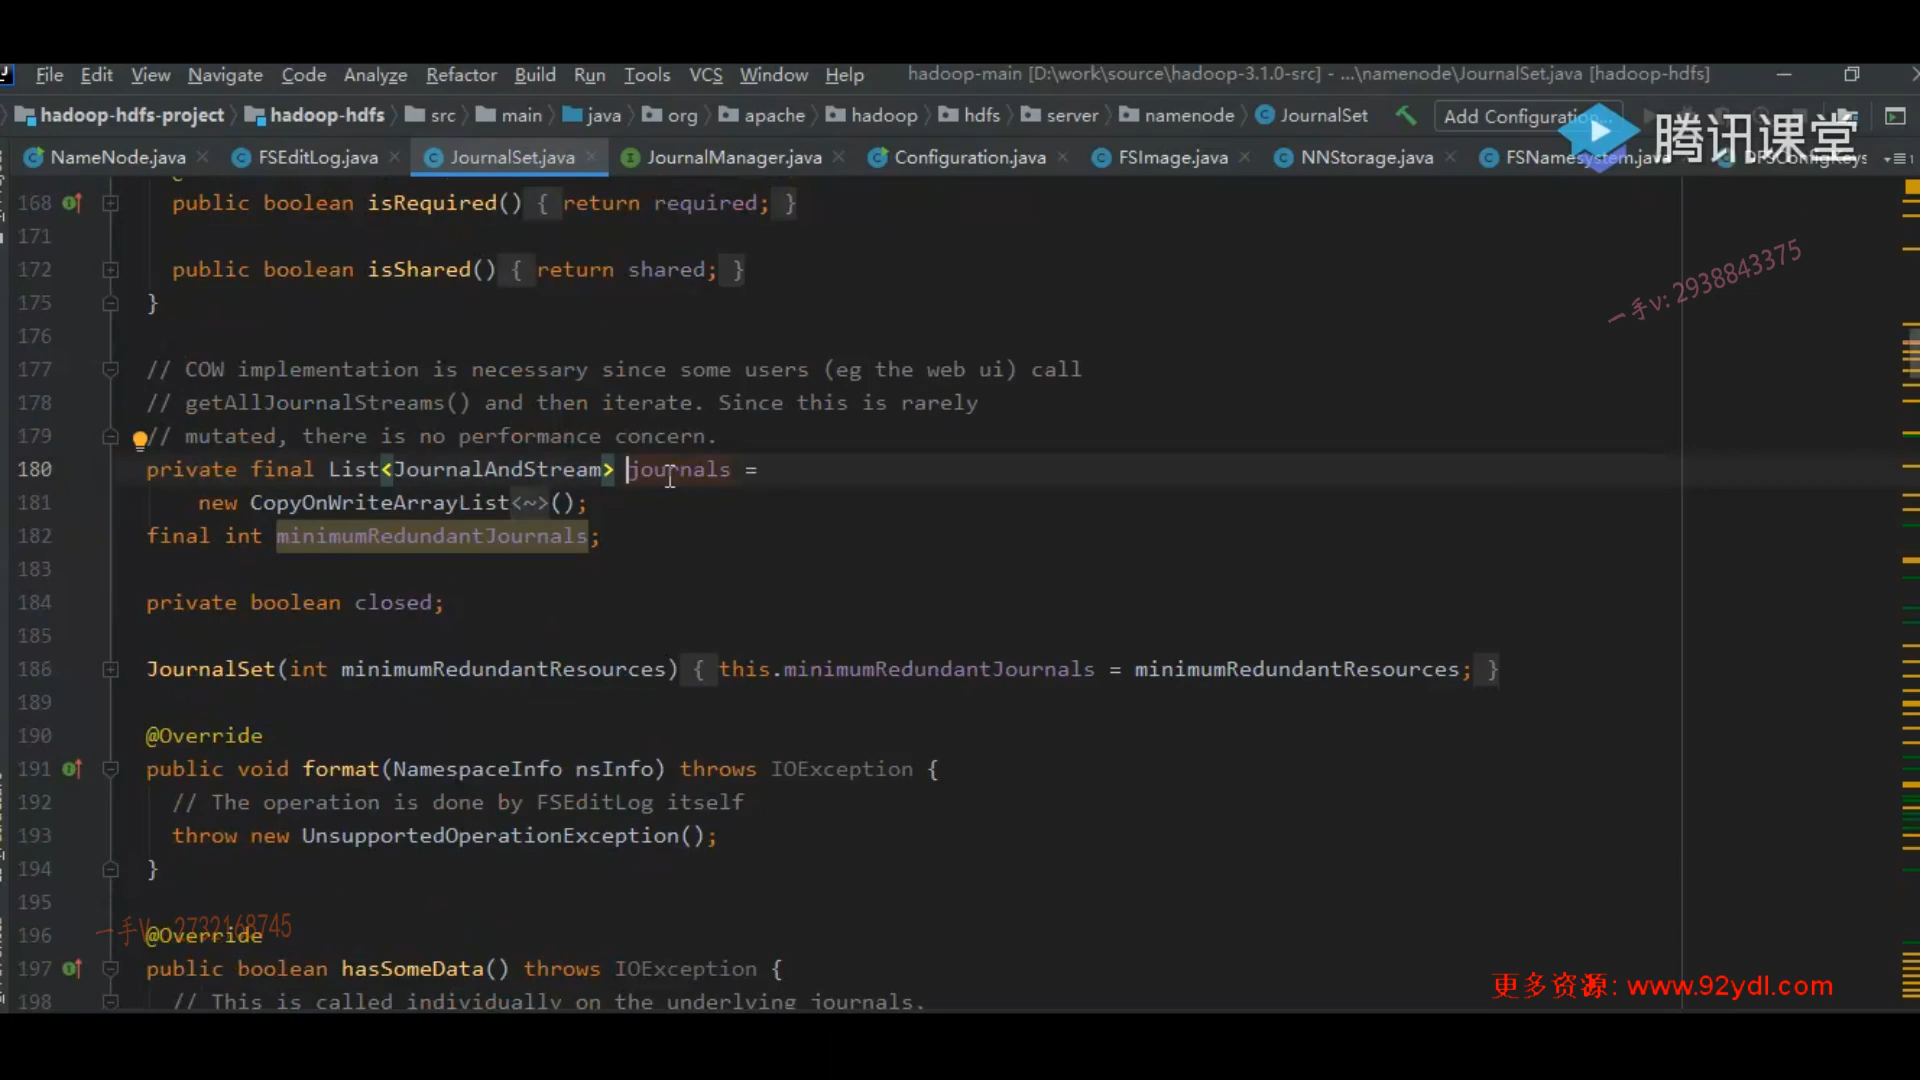 File Edit View Navigate Code Analyze Refactor Build Run Tools VCS Window Help hadoop-main [D:\work\source\hadoop-3.1.0-src] - ...\namenode\JournalSet.java [hadoop-hdfs]
hadoop-hdfs-project hadoop-hdfs src main java org apache hadoop hdfs server namenode JournalSet Add Configuration...
腾讯课堂
NameNode.java FSEditLog.java JournalSet.java JournalManager.java Configuration.java FSImage.java NNStorage.java FSNamesystem.java DFSConfigKeys
168 public boolean isRequired() { return required; }
171
172 public boolean isShared() { return shared; }
一手v: 2938843375
175 }
176
177 // COW implementation is necessary since some users (eg the web ui) call
178 // getAllJournalStreams() and then iterate. Since this is rarely
179 // mutated, there is no performance concern.
180 private final List<JournalAndStream> journals =
181 new CopyOnWriteArrayList<~>();
182 final int minimumRedundantJournals;
183
184 private boolean closed;
185
186 JournalSet(int minimumRedundantResources) { this.minimumRedundantJournals = minimumRedundantResources; }
189
190 @Override
191 public void format(NamespaceInfo nsInfo) throws IOException {
192 // The operation is done by FSEditLog itself
193 throw new UnsupportedOperationException();
194 }
195
一手V: 2732168745
196 @Override
197 public boolean hasSomeData() throws IOException {
更多资源: www.92ydl.com
198 // This is called individually on the underlying journals.